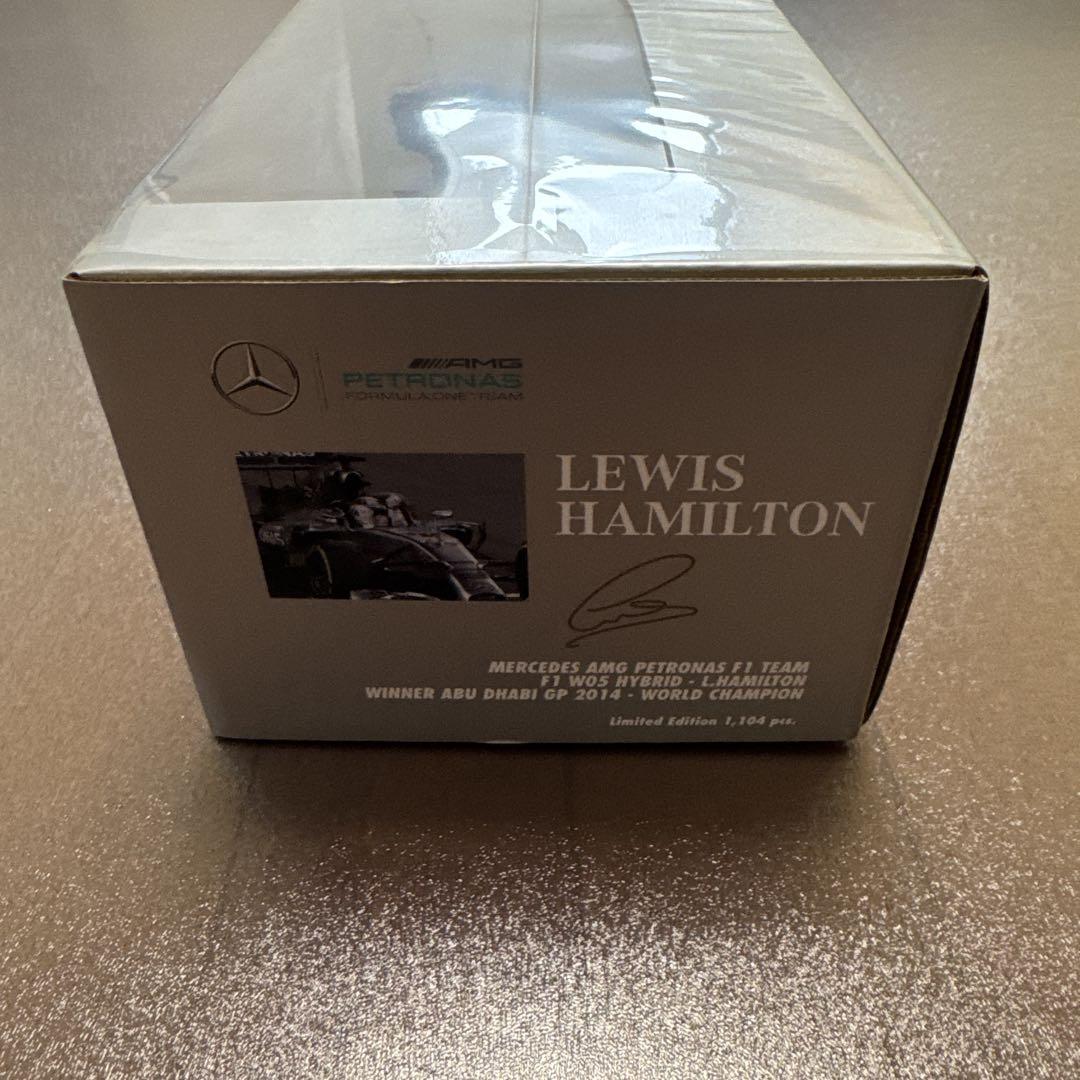 AMG
PETRONAS
FORMULA ONE TEAM
LEWIS
HAMILTON
MERCEDES AMG PETRONAS F1 TEAM
F1 W05 HYBRID - L.HAMILTON
WINNER ABU DHABI GP 2014 - WORLD CHAMPION
Limited Edition 1,104 pcs.